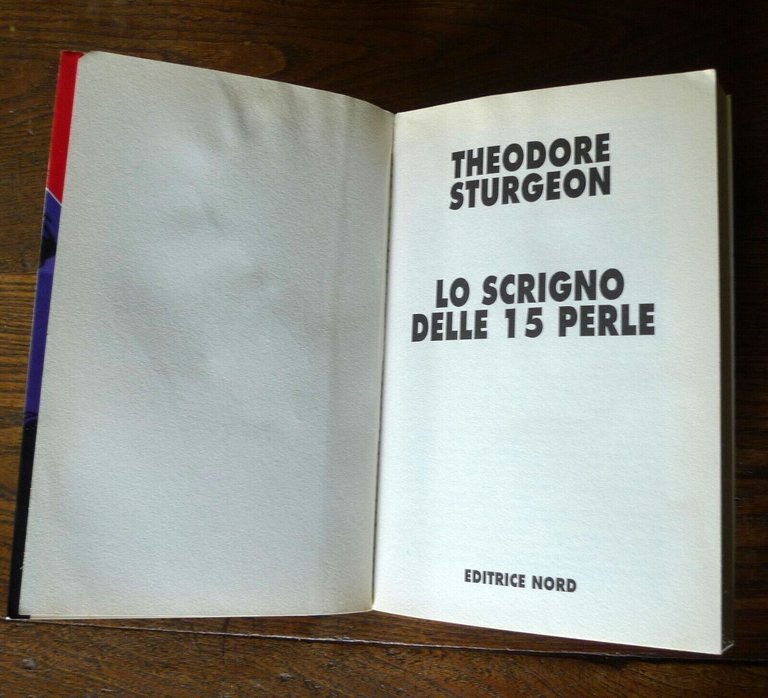 THEODORE
STURGEON
LO SCRIGNO
DELLE 15 PERLE
EDITRICE NORD